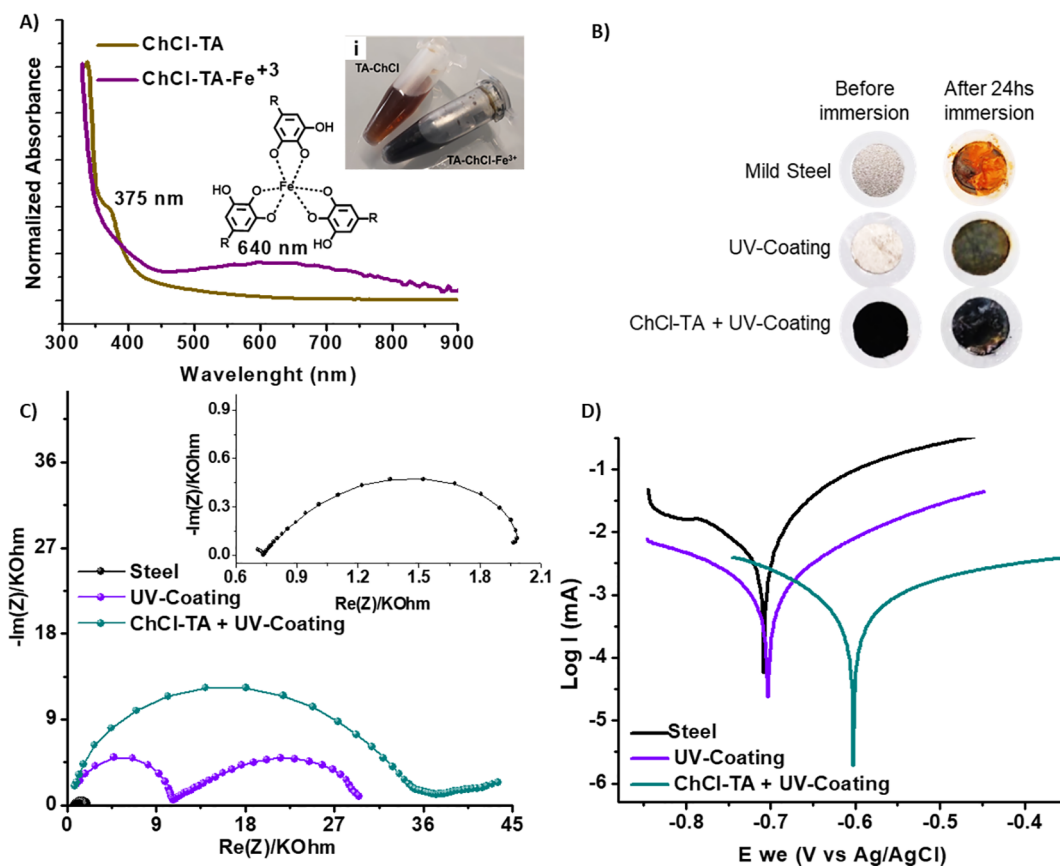 A)
ChCl-TA
ChCl-TA-Fe+3
i
TA-ChCl
TA-ChCl-Fe3+
R
OH
O
O
HO
O
O
Fe
O
O
R
R
HO
375 nm
640 nm
Normalized Absorbance
300 400 500 600 700 800 900
Wavelenght (nm)
B)
Before immersion
After 24hs immersion
Mild Steel
UV-Coating
ChCl-TA + UV-Coating
C)
-Im(Z)/KOhm
36
27
18
9
0
0 9 18 27 36 45
Re(Z)/KOhm
Steel
UV-Coating
ChCl-TA + UV-Coating
-Im(Z)/KOhm
0.9
0.6
0.3
0.0
0.6 0.9 1.2 1.5 1.8 2.1
Re(Z)/KOhm
D)
Log I (mA)
-1
-2
-3
-4
-5
-6
Steel
UV-Coating
ChCl-TA + UV-Coating
-0.8 -0.7 -0.6 -0.5 -0.4
E we (V vs Ag/AgCl)